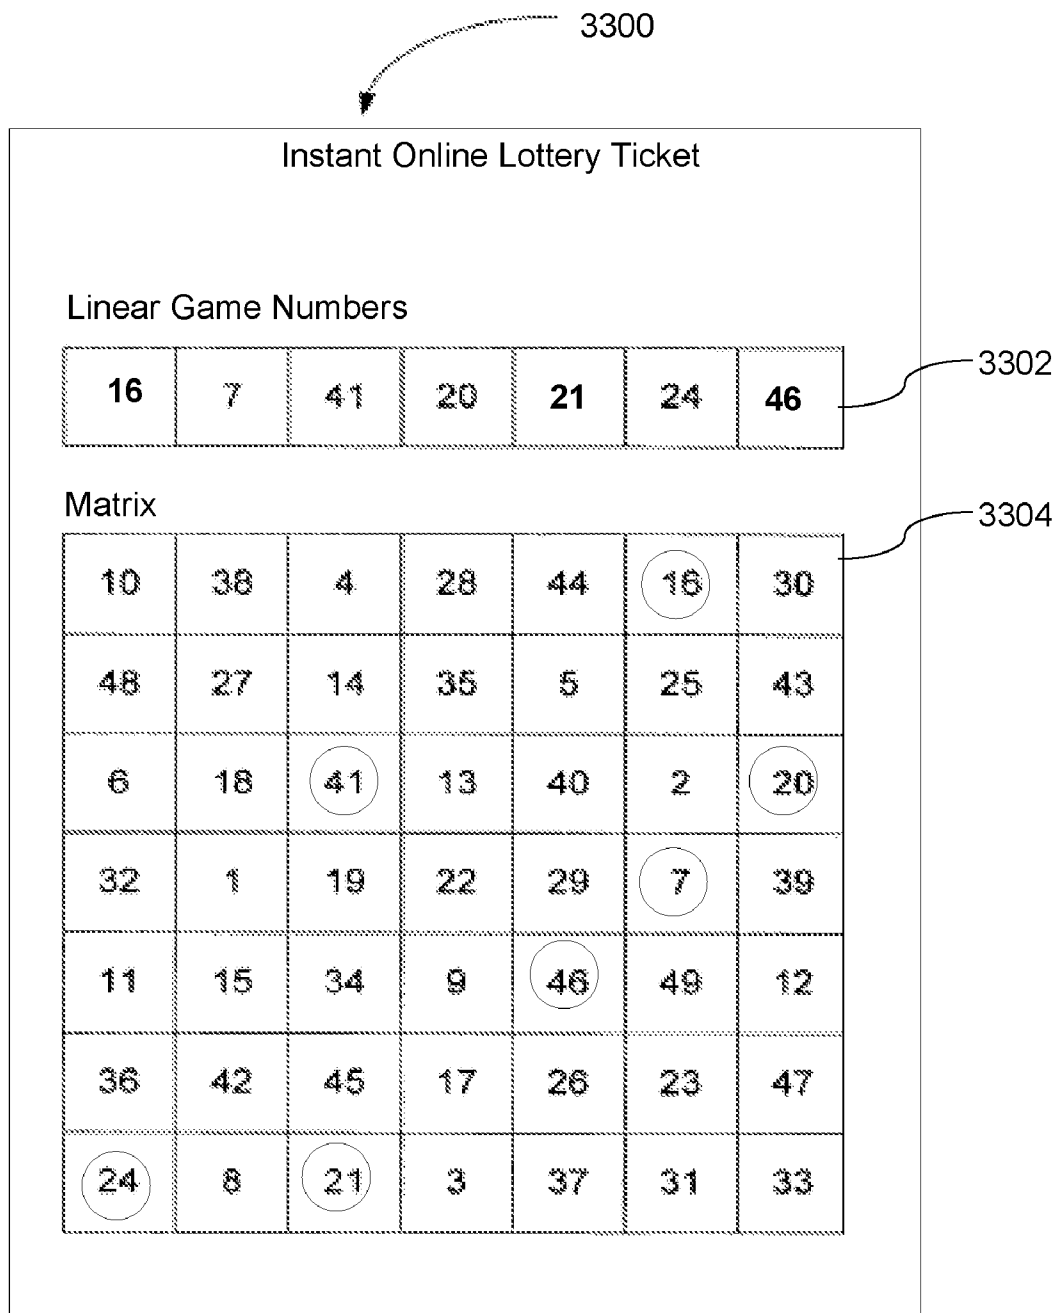 3300
Instant Online Lottery Ticket
Linear Game Numbers
16 7 41 20 21 24 46
3302
Matrix
3304
10 38 4 28 44 16 30
48 27 14 35 5 25 43
6 18 41 13 40 2 20
32 1 19 22 29 7 39
11 15 34 9 46 49 12
36 42 45 17 26 23 47
24 8 21 3 37 31 33